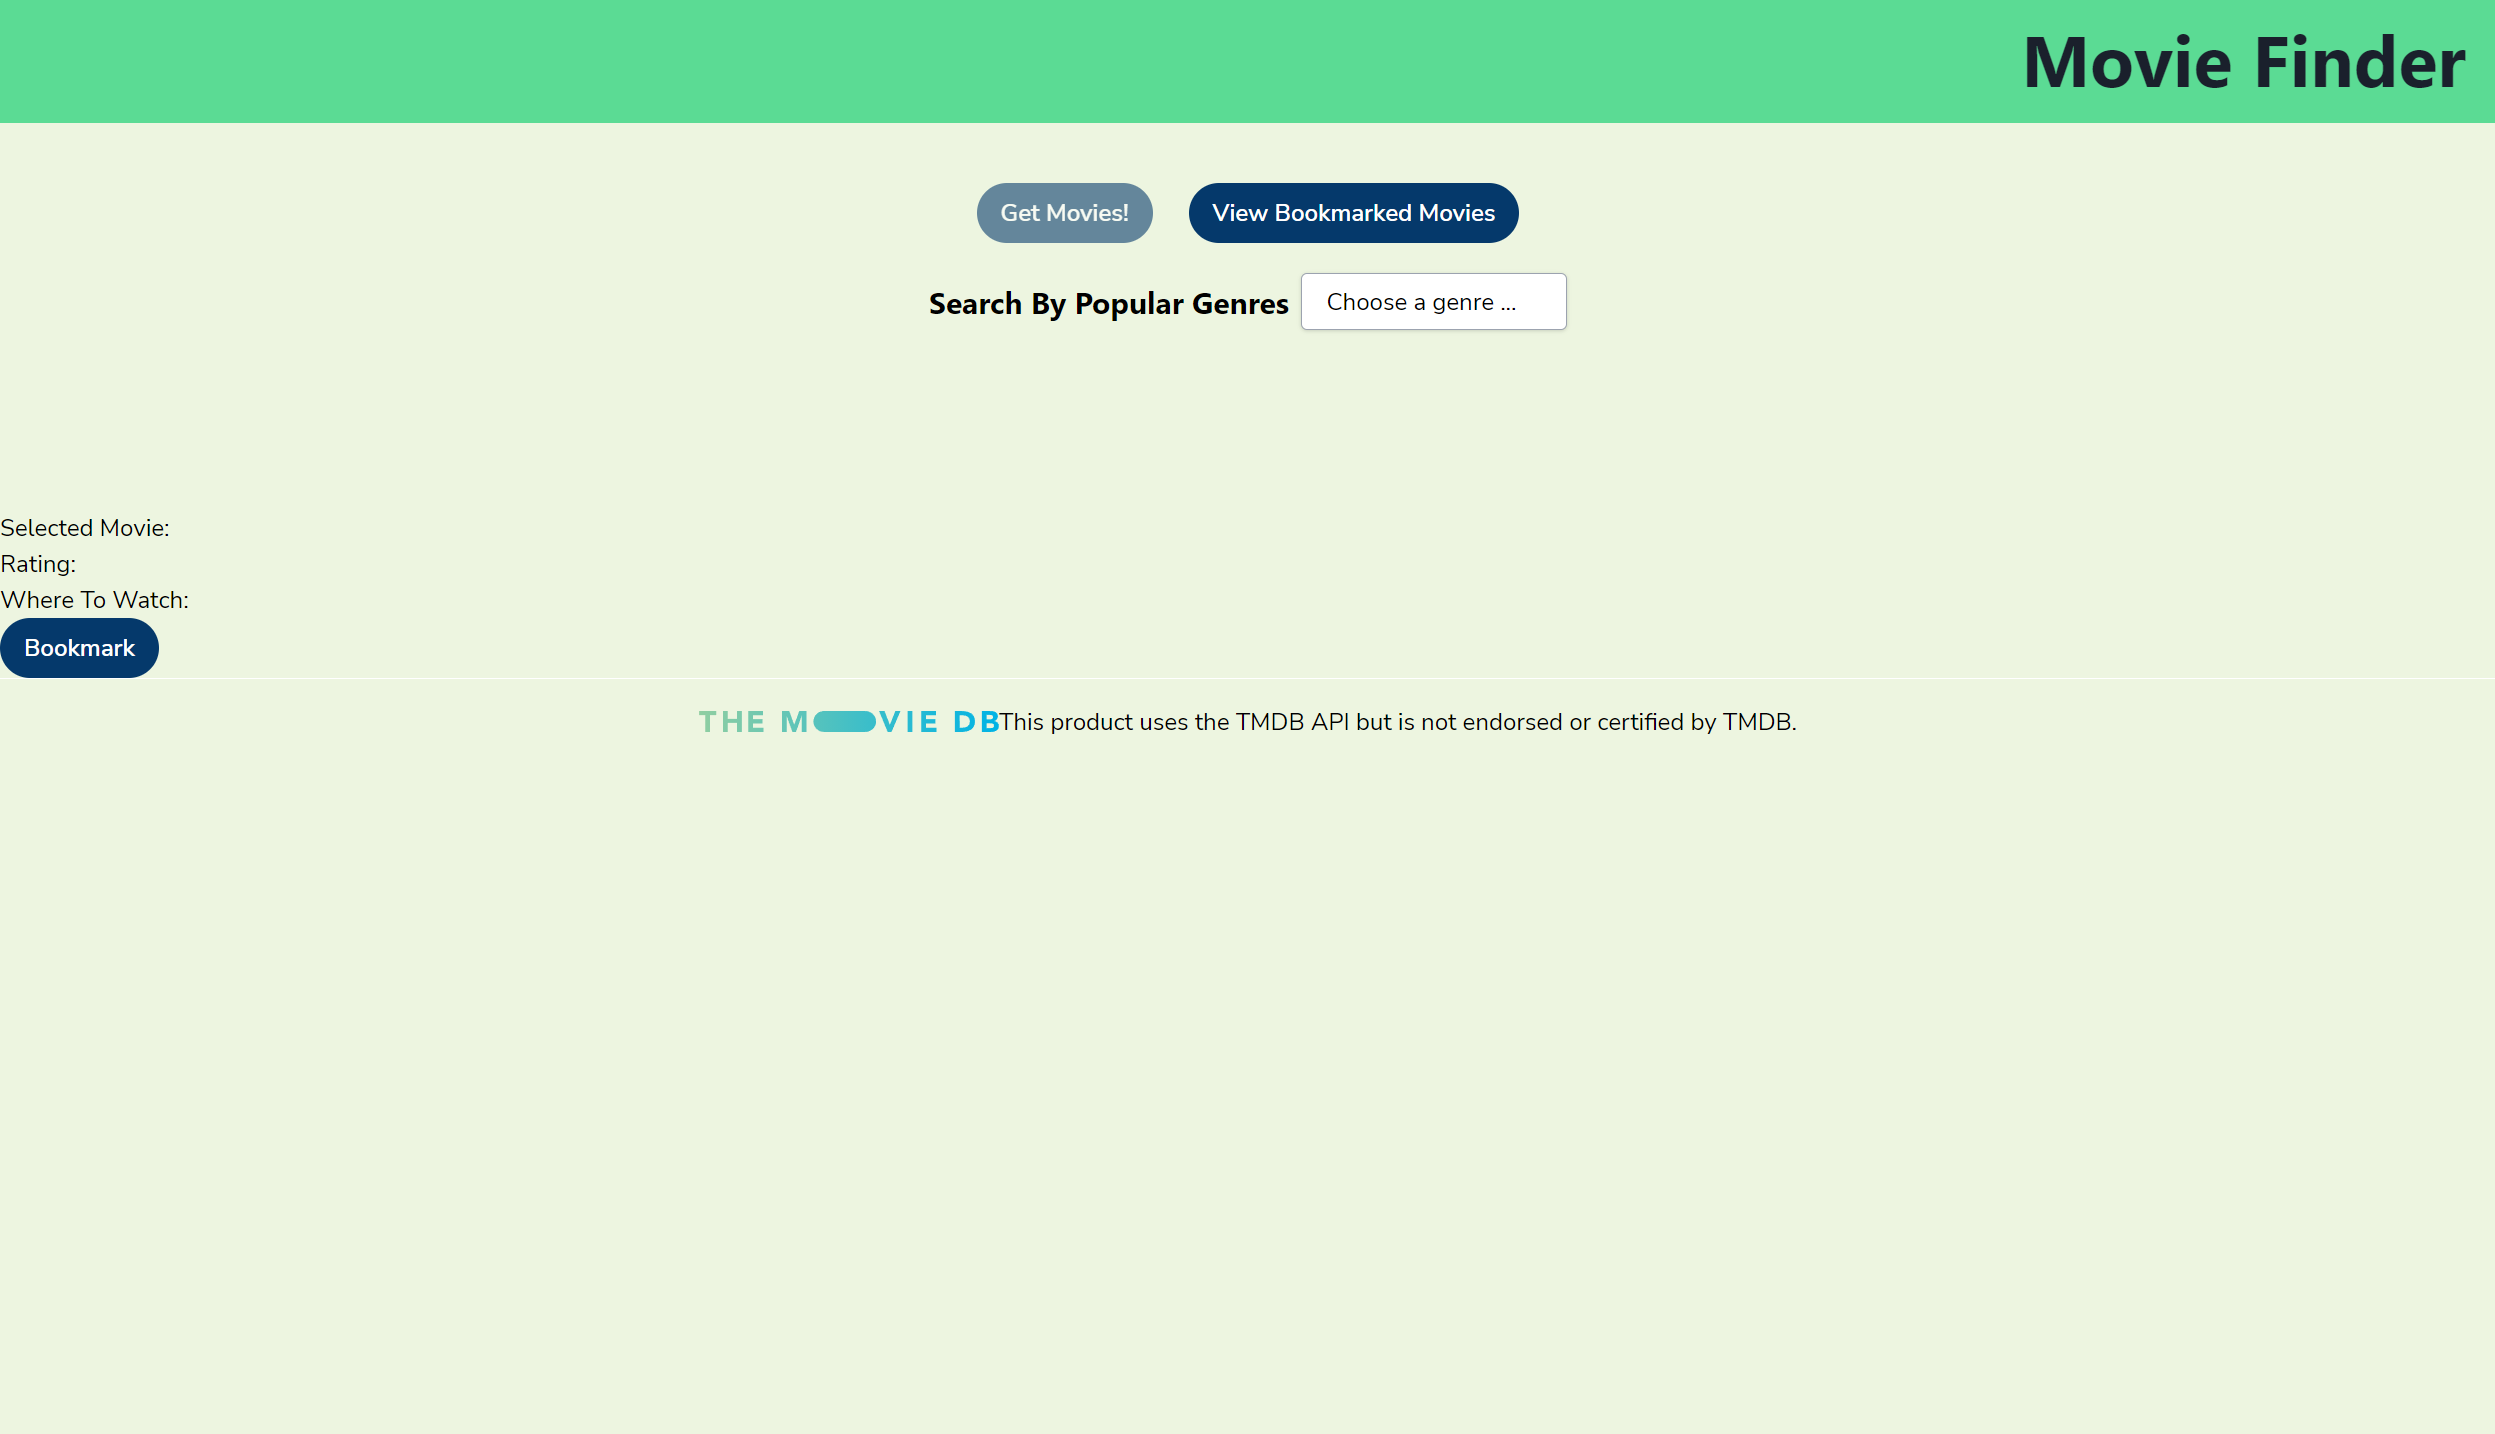 Movie Finder
Get Movies! View Bookmarked Movies
Search By Popular Genres Choose a genre ...
Selected Movie:
Rating:
Where To Watch:
Bookmark
THE MOVIE DB This product uses the TMDB API but is not endorsed or certified by TMDB.